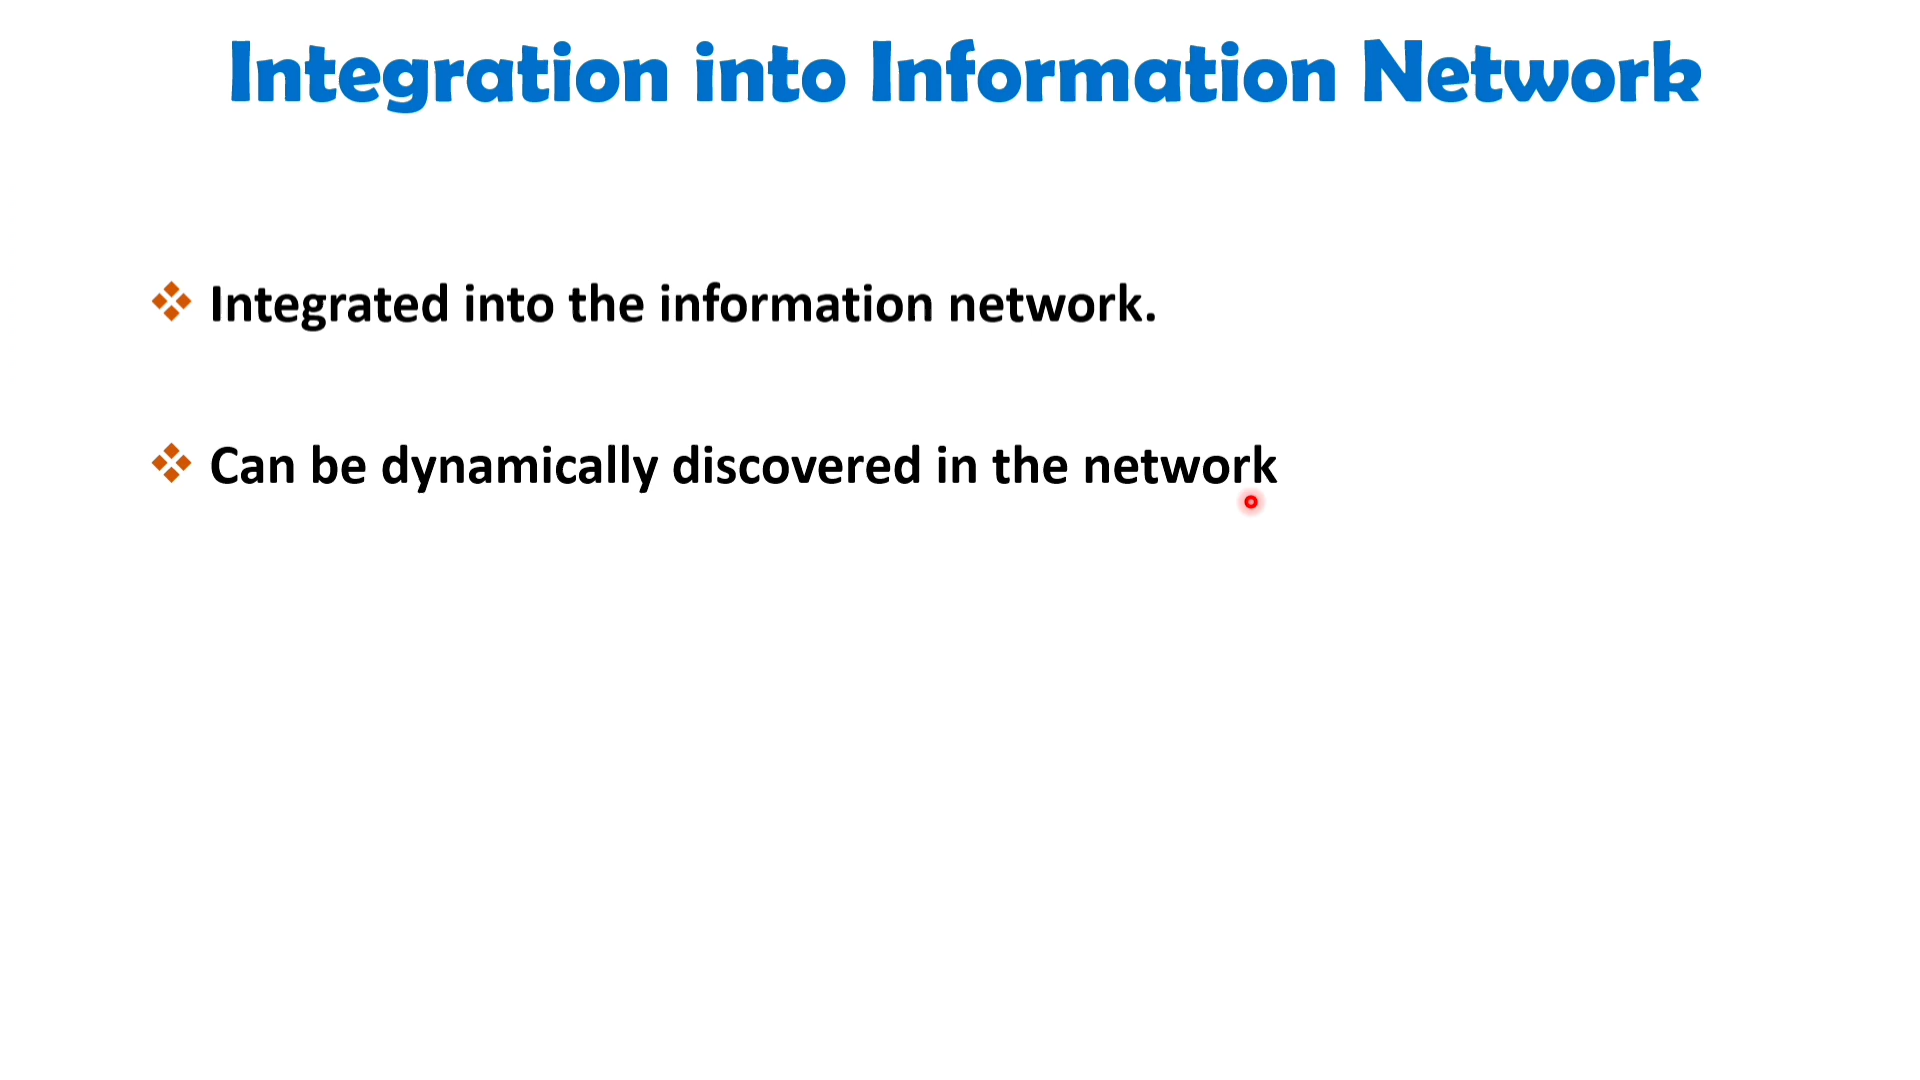 Integration into Information Network
Integrated into the information network.
Can be dynamically discovered in the network